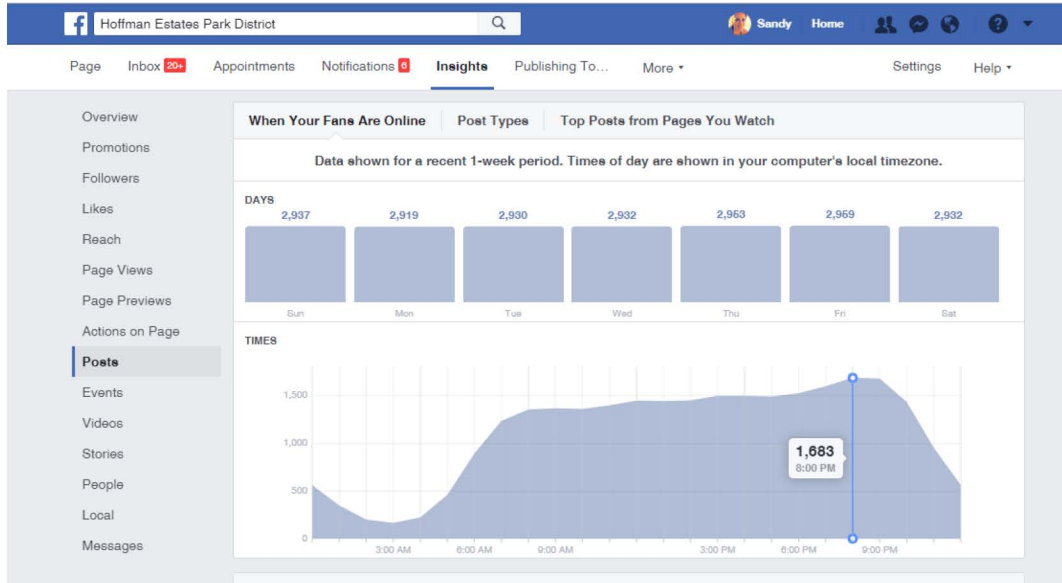 f Hoffman Estates Park District Sandy Home ?
Page Inbox 20+ Appointments Notifications 6 Insights Publishing To... More Settings Help
Overview
Promotions
Followers
Likes
Reach
Page Views
Page Previews
Actions on Page
Posts
Events
Videos
Stories
People
Local
Messages
When Your Fans Are Online Post Types Top Posts from Pages You Watch
Data shown for a recent 1-week period. Times of day are shown in your computer's local timezone.
DAYS
2,937 2,919 2,930 2,932 2,953 2,969 2,932
Sun Mon Tue Wed Thu Fri Sat
TIMES
1,500
1,000
500
0
1,683
8:00 PM
3:00 AM 6:00 AM 9:00 AM 3:00 PM 6:00 PM 9:00 PM